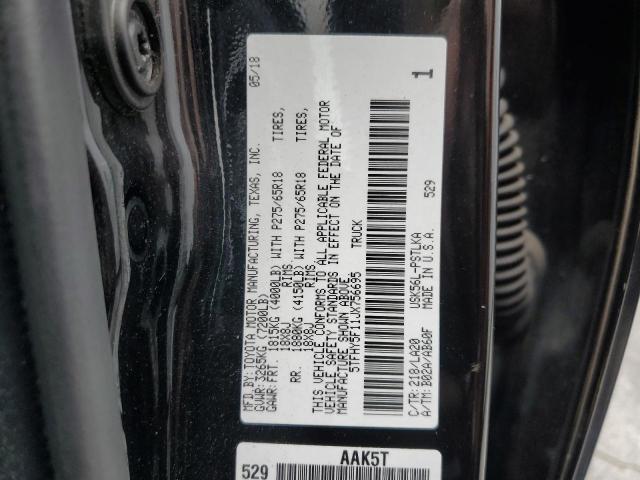 MFD.BY:TOYOTA MOTOR MANUFACTURING, TEXAS, INC. 05/18
GVWR:3265KG (7200LB)
GAWR:FRT. 1815KG (4000LB) WITH P275/65R18 TIRES,
18X8J RIMS,
RR. 1880KG (4150LB) WITH P275/65R18 TIRES,
18X8J RIMS.
THIS VEHICLE CONFORMS TO ALL APPLICABLE FEDERAL MOTOR
VEHICLE SAFETY STANDARDS IN EFFECT ON THE DATE OF
MANUFACTURE SHOWN ABOVE.
5TFHY5F11JX756695 TRUCK
1
C/TR:218/LA20 USK56L-PSTLKA
A/TM:B02A/AB60F MADE IN U.S.A. 529
AAK5T
529